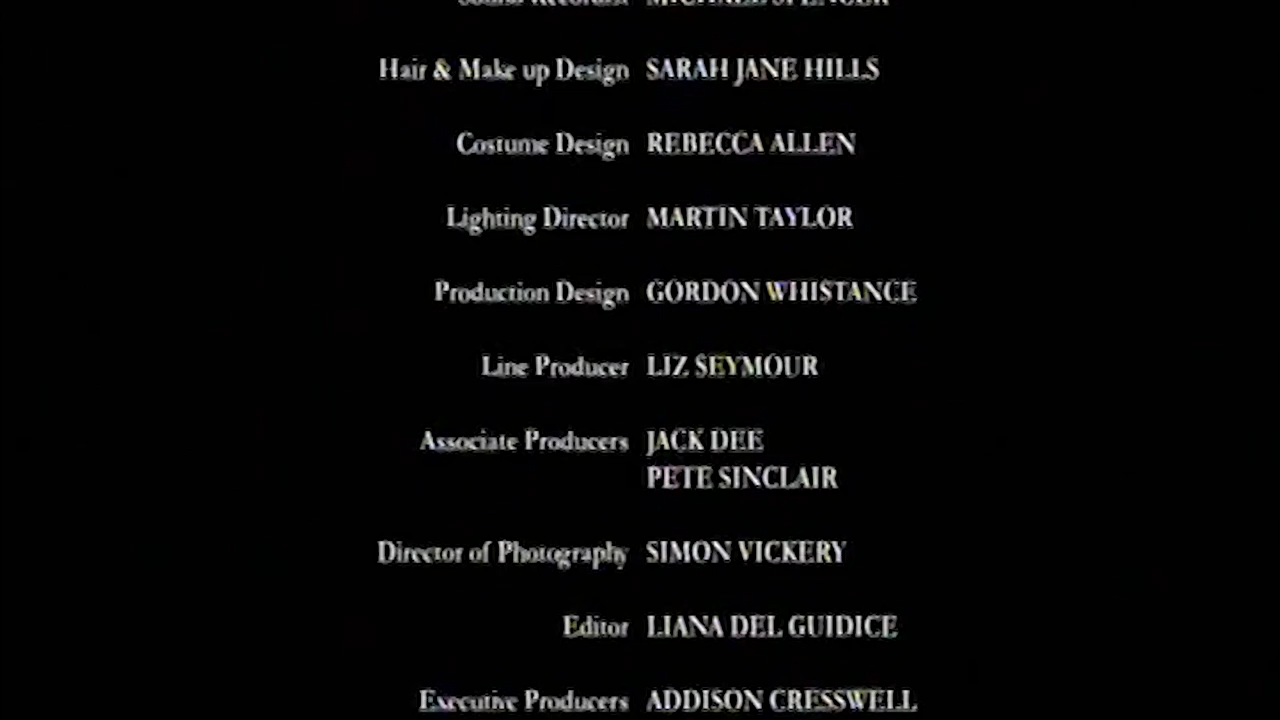 Hair & Make up Design SARAH JANE HILLS
Costume Design REBECCA ALLEN
Lighting Director MARTIN TAYLOR
Production Design GORDON WHISTANCE
Line Producer LIZ SEYMOUR
Associate Producers JACK DEE
PETE SINCLAIR
Director of Photography SIMON VICKERY
Editor LIANA DEL GUIDICE
Executive Producers ADDISON CRESSWELL